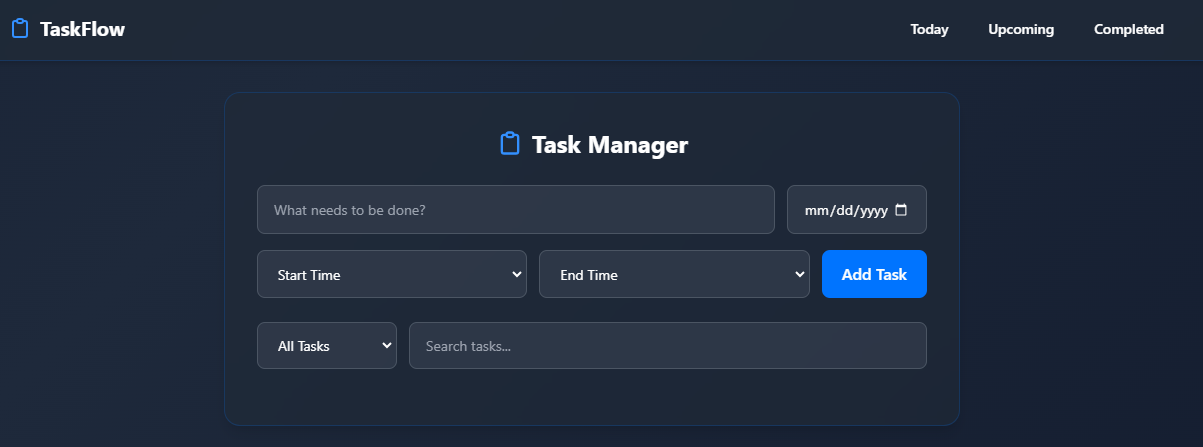 TaskFlow Today Upcoming Completed
Task Manager
What needs to be done? mm/dd/yyyy
Start Time End Time Add Task
All Tasks Search tasks...